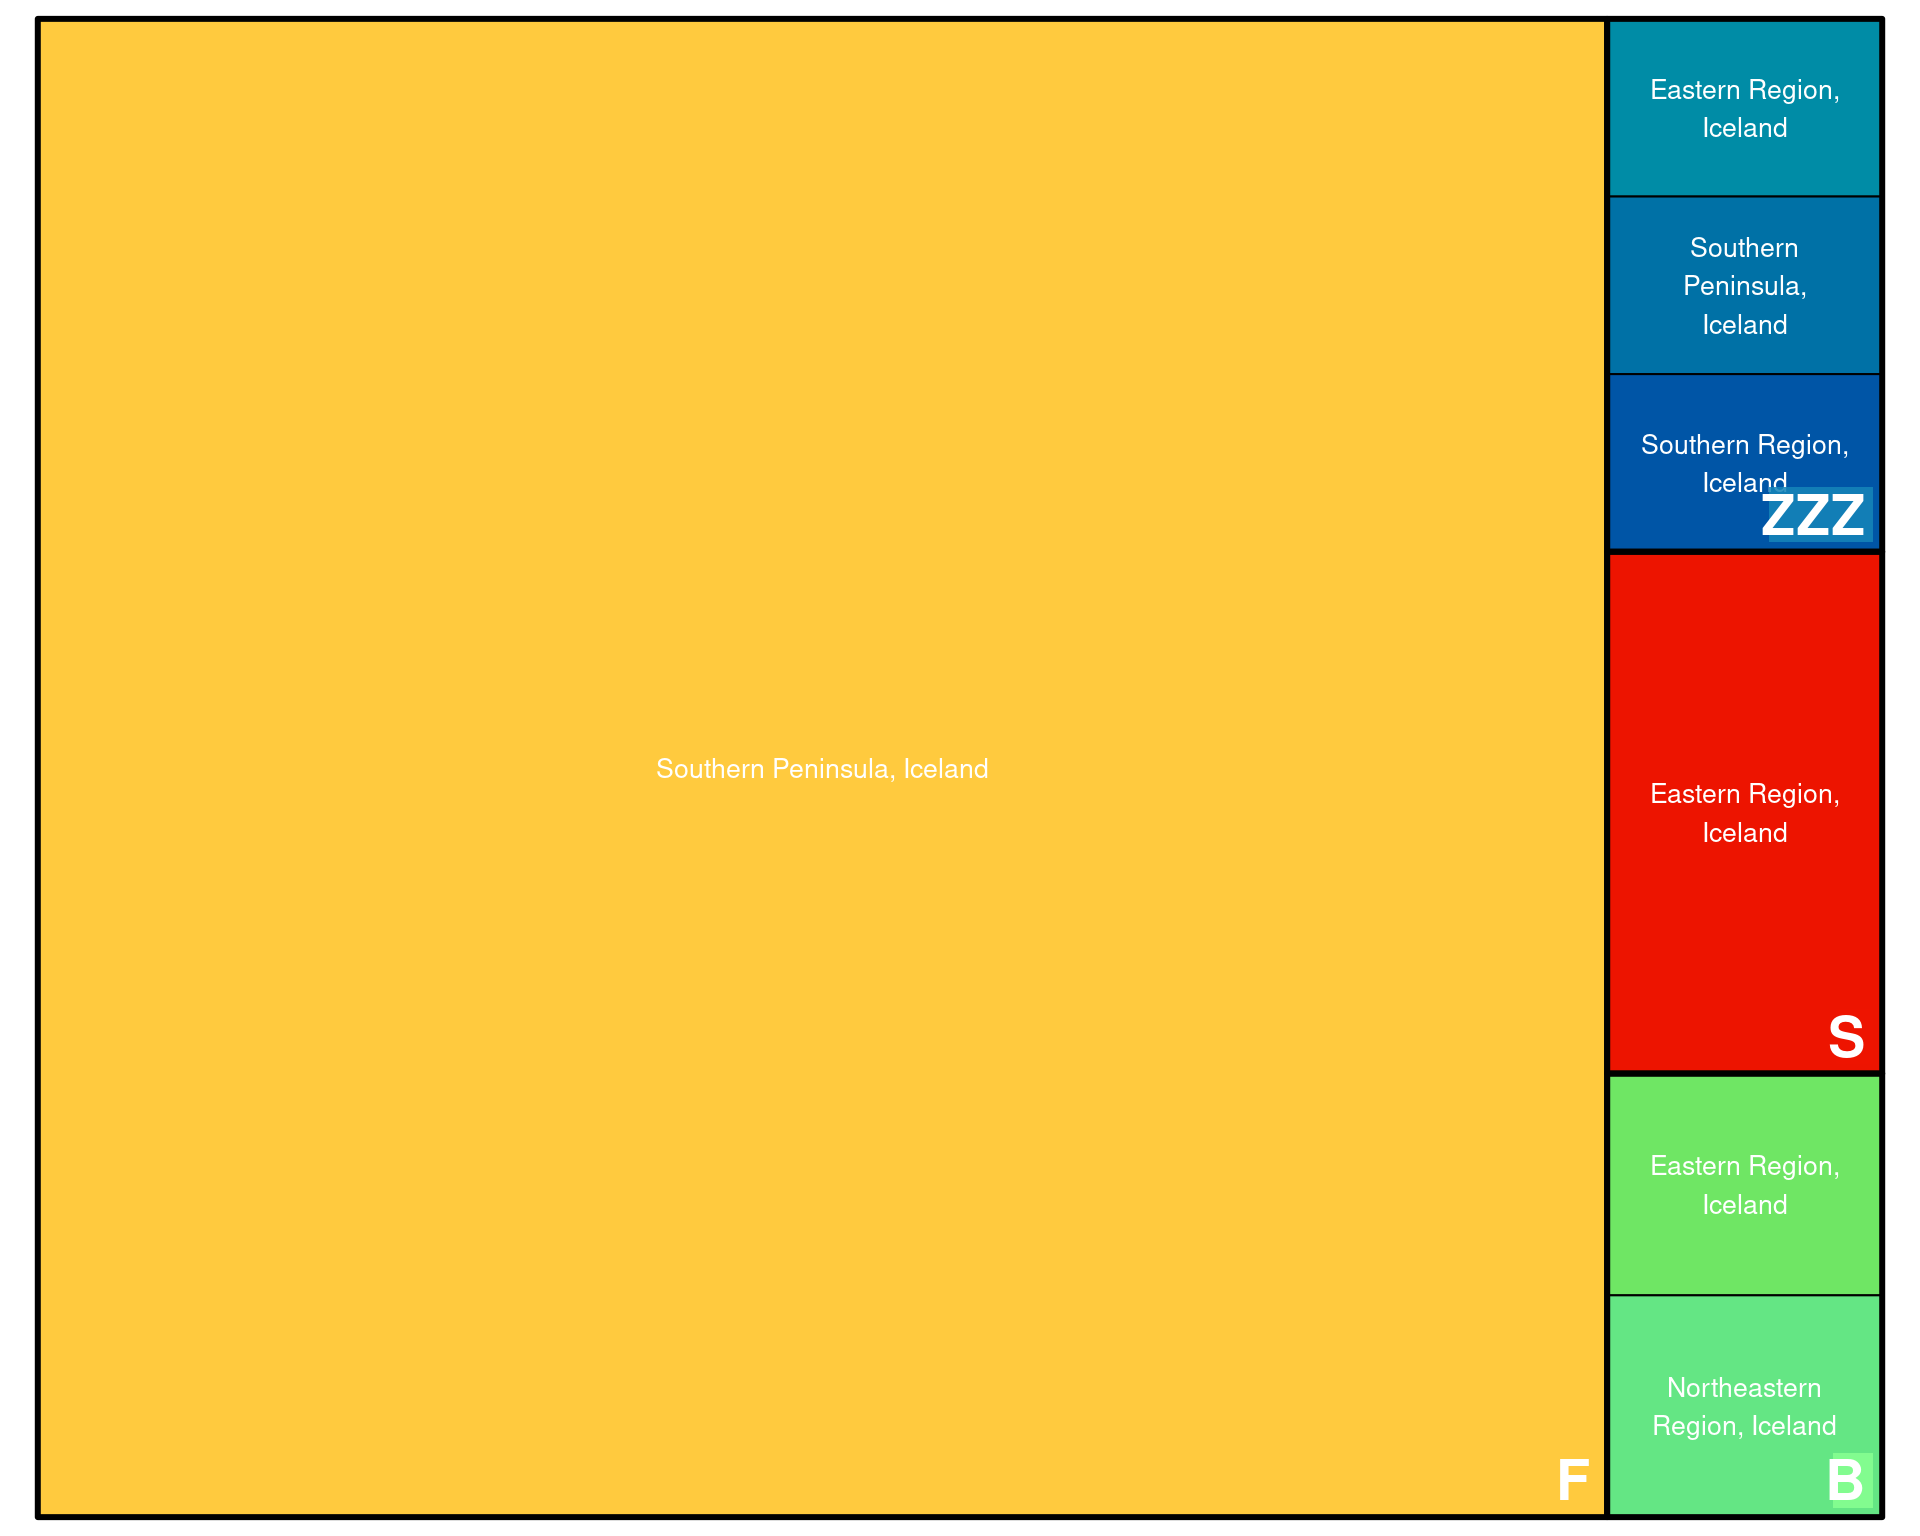 Southern Peninsula, Iceland
F
Eastern Region,
Iceland
Southern
Peninsula,
Iceland
Southern Region,
Iceland
ZZZ
Eastern Region,
Iceland
S
Eastern Region,
Iceland
Northeastern
Region, Iceland
B